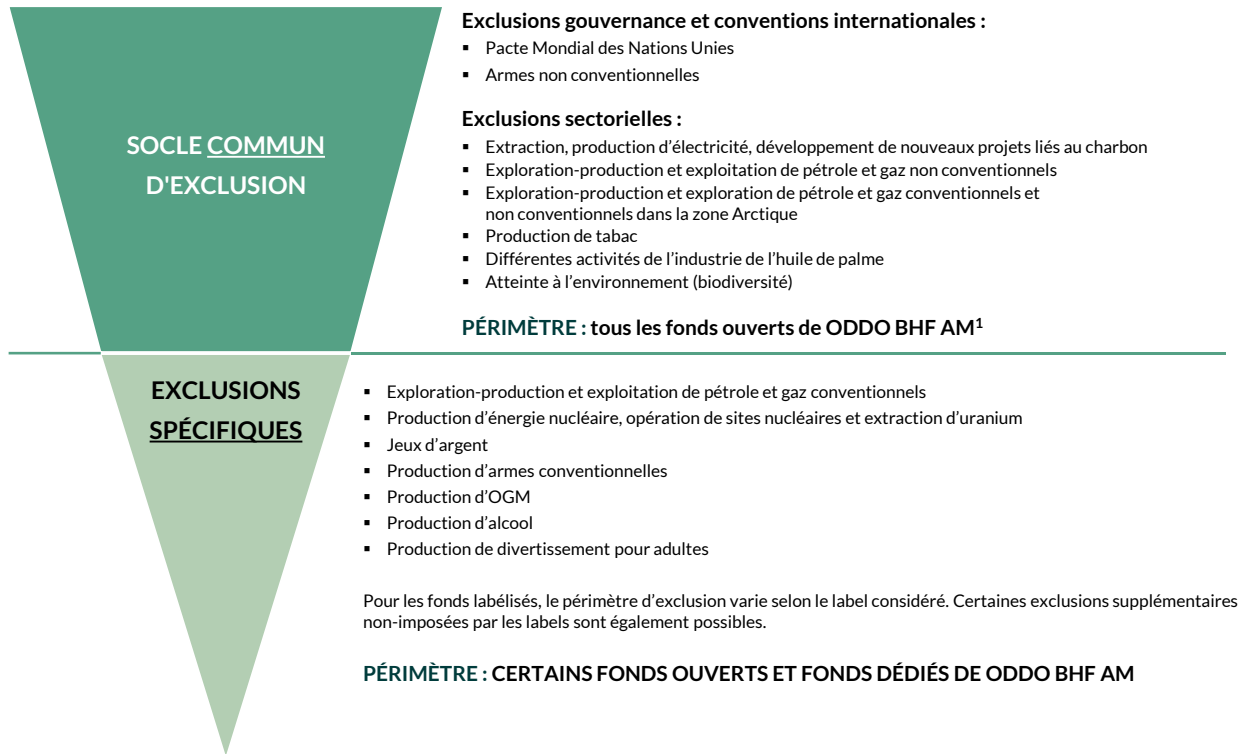 SOCLE COMMUN
D'EXCLUSION
Exclusions gouvernance et conventions internationales :
▪ Pacte Mondial des Nations Unies
▪ Armes non conventionnelles
Exclusions sectorielles :
▪ Extraction, production d’électricité, développement de nouveaux projets liés au charbon
▪ Exploration-production et exploitation de pétrole et gaz non conventionnels
▪ Exploration-production et exploration de pétrole et gaz conventionnels et
non conventionnels dans la zone Arctique
▪ Production de tabac
▪ Différentes activités de l’industrie de l’huile de palme
▪ Atteinte à l’environnement (biodiversité)
PÉRIMÈTRE : tous les fonds ouverts de ODDO BHF AM¹
EXCLUSIONS
SPÉCIFIQUES
▪ Exploration-production et exploitation de pétrole et gaz conventionnels
▪ Production d’énergie nucléaire, opération de sites nucléaires et extraction d’uranium
▪ Jeux d’argent
▪ Production d’armes conventionnelles
▪ Production d’OGM
▪ Production d’alcool
▪ Production de divertissement pour adultes
Pour les fonds labélisés, le périmètre d’exclusion varie selon le label considéré. Certaines exclusions supplémentaires
non-imposées par les labels sont également possibles.
PÉRIMÈTRE : CERTAINS FONDS OUVERTS ET FONDS DÉDIÉS DE ODDO BHF AM